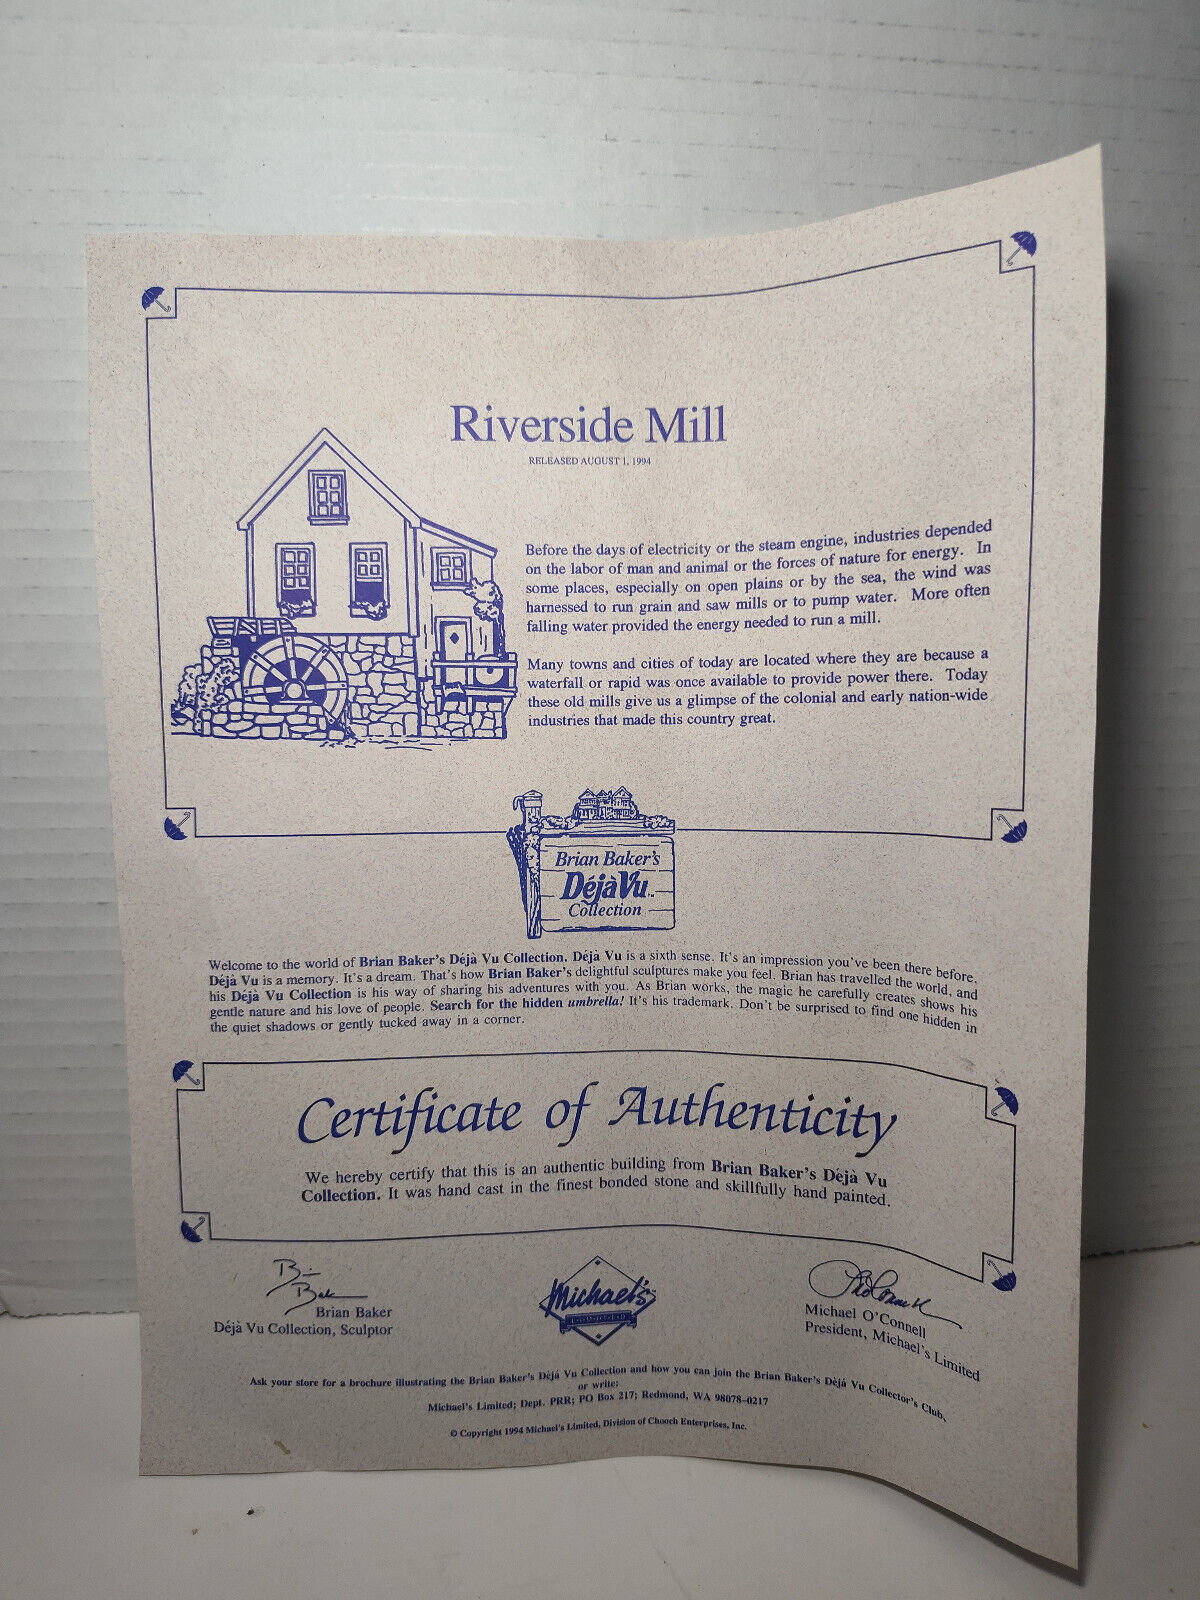 Riverside Mill
RELEASED AUGUST 1, 1994
Before the days of electricity or the steam engine, industries depended
on the labor of man and animal or the forces of nature for energy. In
some places, especially on open plains or by the sea, the wind was
harnessed to run grain and saw mills or to pump water. More often
falling water provided the energy needed to run a mill.
Many towns and cities of today are located where they are because a
waterfall or rapid was once available to provide power there. Today
these old mills give us a glimpse of the colonial and early nation-wide
industries that made this country great.
Brian Baker's
Déjà Vu™
Collection
Welcome to the world of Brian Baker's Déjà Vu Collection. Déjà Vu is a sixth sense. It's an impression you've been there before.
Déjà Vu is a memory. It's a dream. That's how Brian Baker's delightful sculptures make you feel. Brian has travelled the world, and
his Déjà Vu Collection is his way of sharing his adventures with you. As Brian works, the magic he carefully creates shows his
gentle nature and his love of people. Search for the hidden umbrella! It's his trademark. Don't be surprised to find one hidden in
the quiet shadows or gently tucked away in a corner.
Certificate of Authenticity
We hereby certify that this is an authentic building from Brian Baker's Déjà Vu
Collection. It was hand cast in the finest bonded stone and skillfully hand painted.
Brian Baker
Déjà Vu Collection, Sculptor
Michael's
LIMITED
Michael O'Connell
President, Michael's Limited
Ask your store for a brochure illustrating the Brian Baker's Déjá Vu Collection and how you can join the Brian Baker's Déjá Vu Collector's Club,
or write:
Michael's Limited; Dept. PRR; PO Box 217; Redmond, WA 98078-0217
© Copyright 1994 Michael's Limited, Division of Chooch Enterprises, Inc.